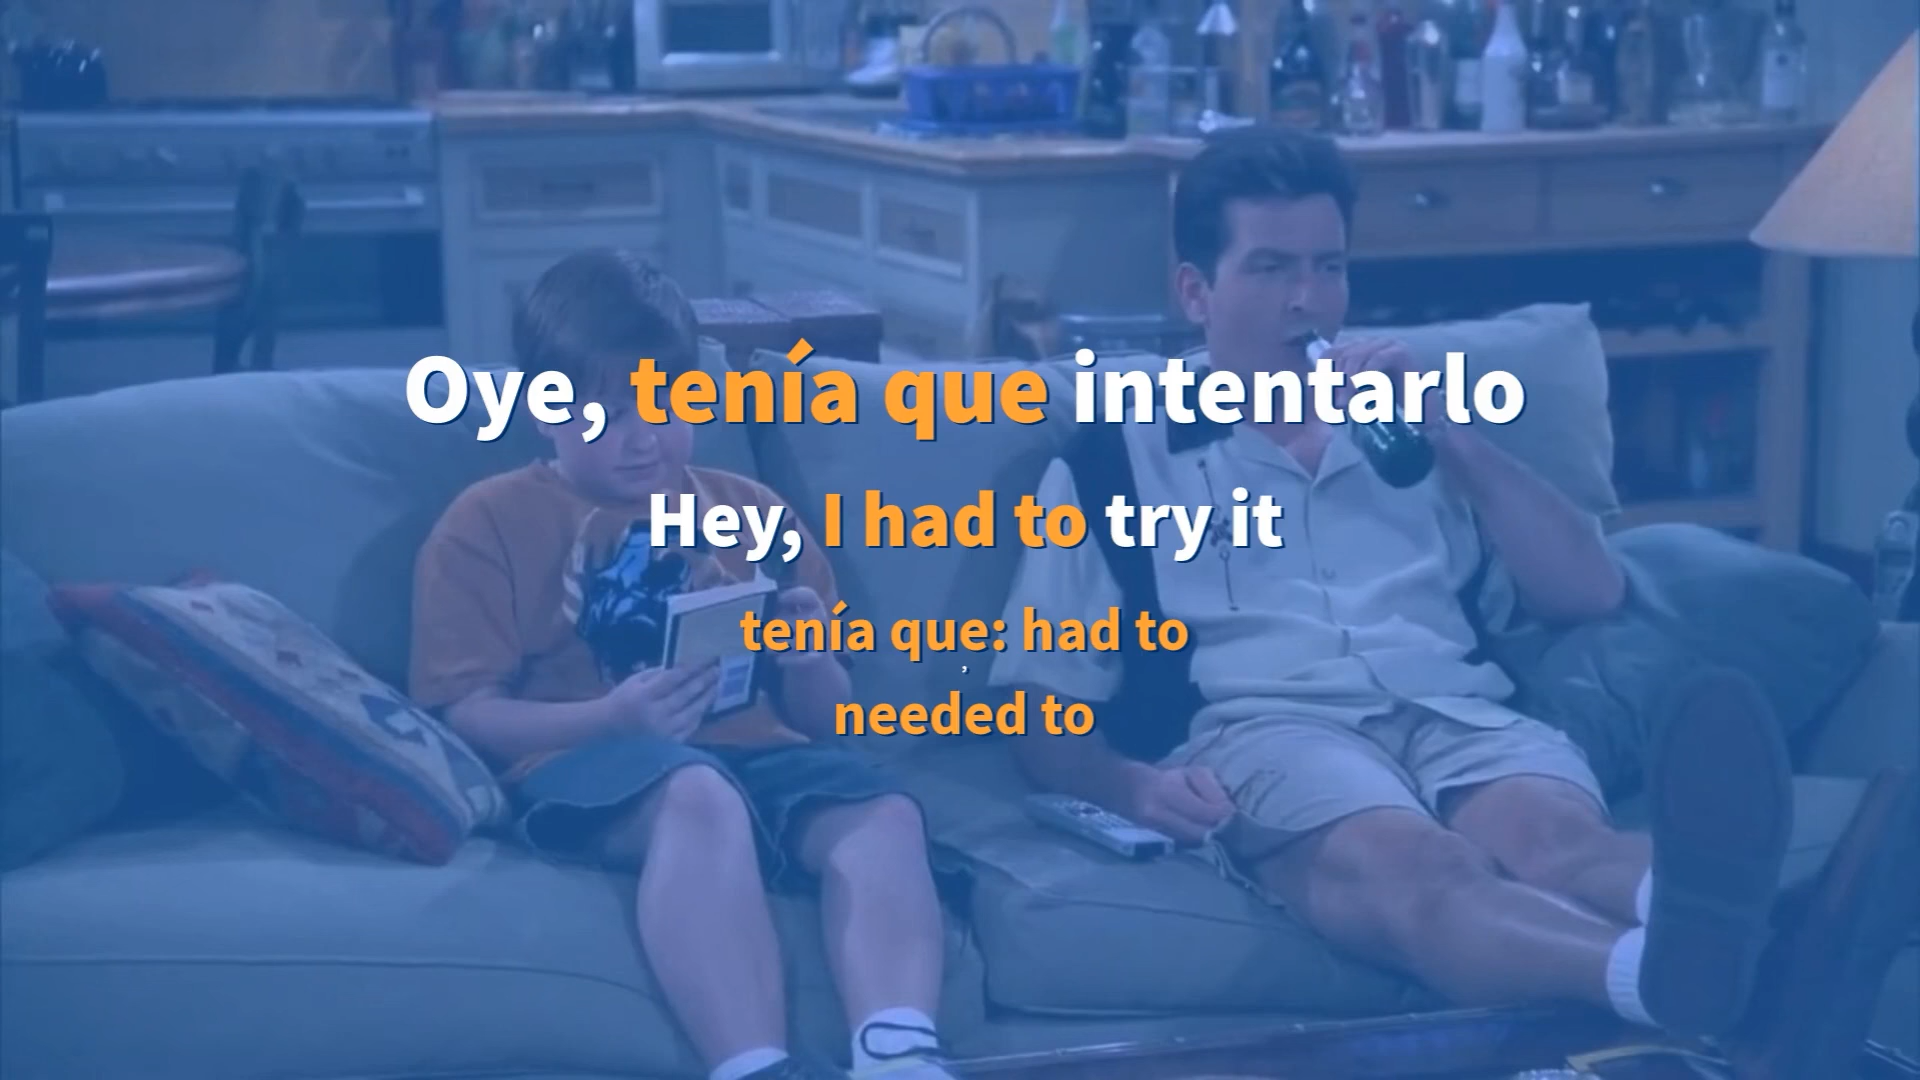 Oye, tenía que intentarlo
Hey, I had to try it
tenía que: had to
,
needed to